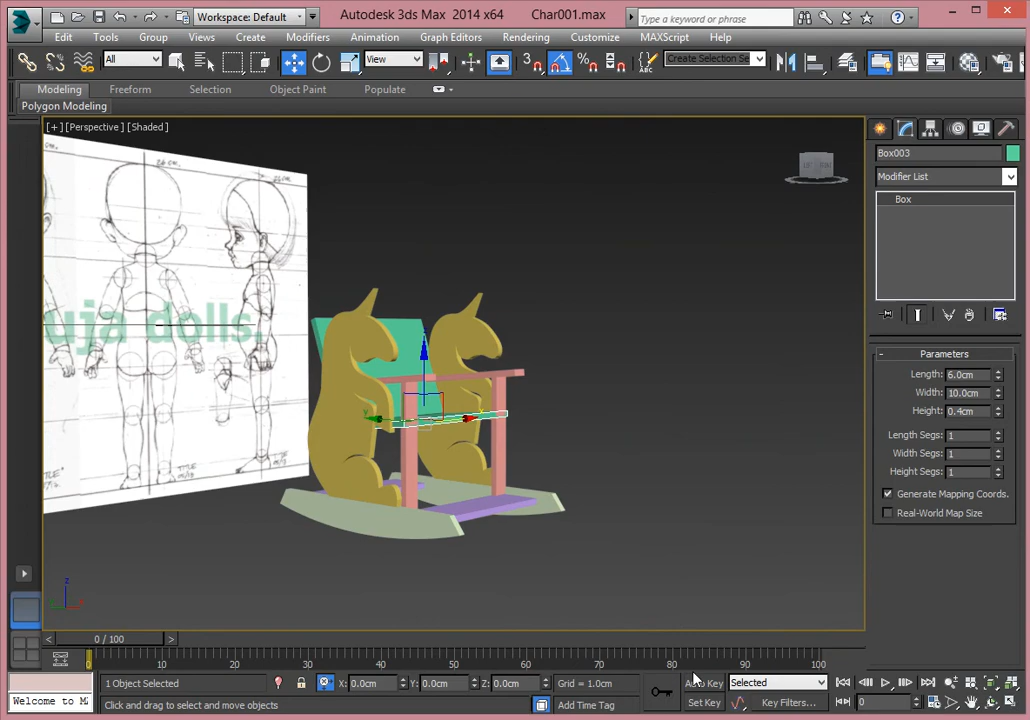 Autodesk 3ds Max 2014 x64 Char001.max
Workspace: Default
Type a keyword or phrase
Edit Tools Group Views Create Modifiers Animation Graph Editors Rendering Customize MAXScript Help
All View Create Selection Se
Modeling Freeform Selection Object Paint Populate
Polygon Modeling
[+] [Perspective] [Shaded]
Box003
Modifier List
Box
uja dolls.
Parameters
Length: 6.0cm
Width: 10.0cm
Height: 0.4cm
Length Segs: 1
Width Segs: 1
Height Segs: 1
Generate Mapping Coords.
Real-World Map Size
0 / 100
0 10 20 30 40 50 60 70 80 90 100
1 Object Selected X: 0.0cm Y: 0.0cm Z: 0.0cm Grid = 1.0cm Auto Key Selected
Welcome to M Click and drag to select and move objects Add Time Tag Set Key Key Filters... 0